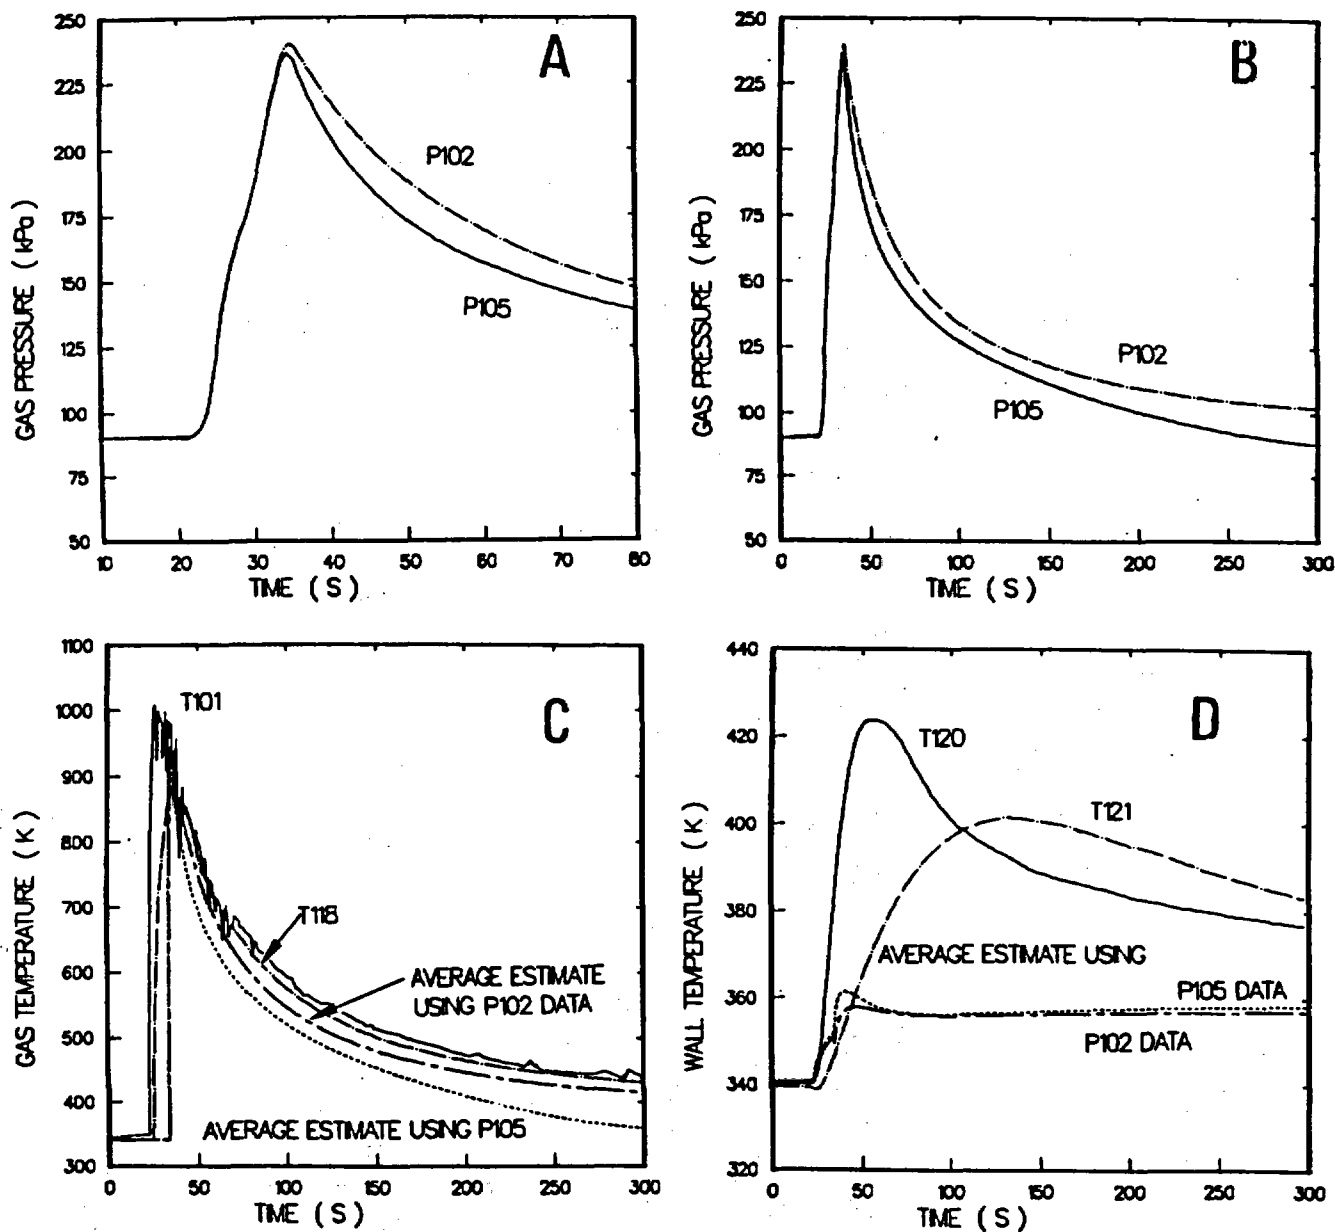 250
225
200
175
150
125
100
75
50
GAS PRESSURE (kPa)
A
P102
P105
10 20 30 40 50 60 70 80
TIME (S)
250
225
200
175
150
125
100
75
50
GAS PRESSURE (kPa)
B
P102
P105
0 50 100 150 200 250 300
TIME (S)
1100
1000
900
800
700
600
500
400
300
GAS TEMPERATURE (K)
T101
C
T118
AVERAGE ESTIMATE
USING P102 DATA
AVERAGE ESTIMATE USING P105
0 50 100 150 200 250 300
TIME (S)
440
420
400
380
360
340
320
WALL TEMPERATURE (K)
D
T120
T121
AVERAGE ESTIMATE USING
P105 DATA
P102 DATA
0 50 100 150 200 250 300
TIME (S)